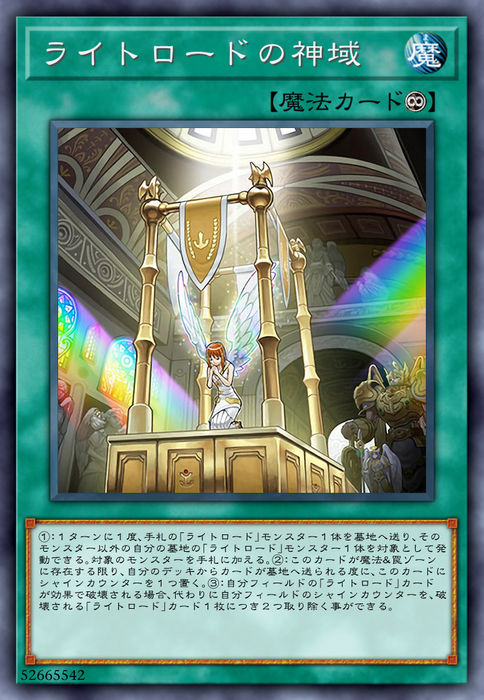 ライトロードの神域
魔
【魔法カード♾】
①:1ターンに1度、手札の「ライトロード」モンスター1体を墓地へ送り、その
モンスター以外の自分の墓地の「ライトロード」モンスター1体を対象として発
動できる。対象のモンスターを手札に加える。②:このカードが魔法&罠ゾーン
に存在する限り、自分のデッキからカードが墓地へ送られる度に、このカードに
シャインカウンターを1つ置く。③:自分フィールドの「ライトロード」カード
が効果で破壊される場合、代わりに自分フィールドのシャインカウンターを、破
壊される「ライトロード」カード1枚につき2つ取り除く事ができる。
52665542